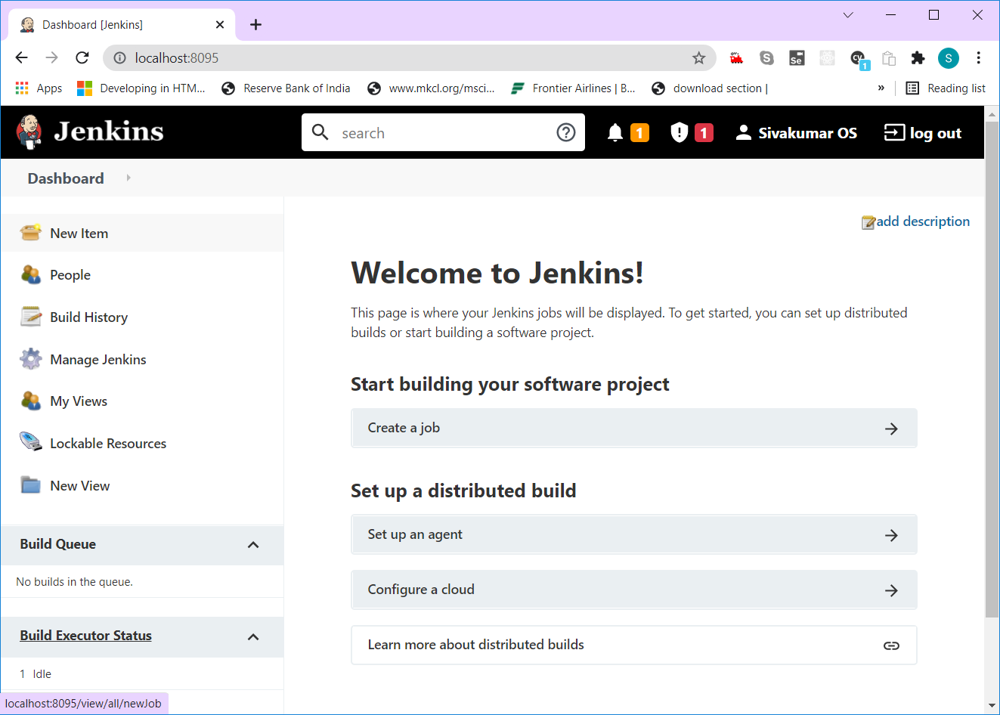 Dashboard [Jenkins]
localhost:8095
S
Se
cy
1
S
Apps
Developing in HTM...
Reserve Bank of India
www.mkcl.org/msci...
Frontier Airlines | B...
download section |
»
Reading list
Jenkins
search
1
1
Sivakumar OS
log out
Dashboard
add description
New Item
People
Build History
Manage Jenkins
My Views
Lockable Resources
New View
Build Queue
No builds in the queue.
Build Executor Status
1 Idle
localhost:8095/view/all/newJob
Welcome to Jenkins!
This page is where your Jenkins jobs will be displayed. To get started, you can set up distributed
builds or start building a software project.
Start building your software project
Create a job
Set up a distributed build
Set up an agent
Configure a cloud
Learn more about distributed builds